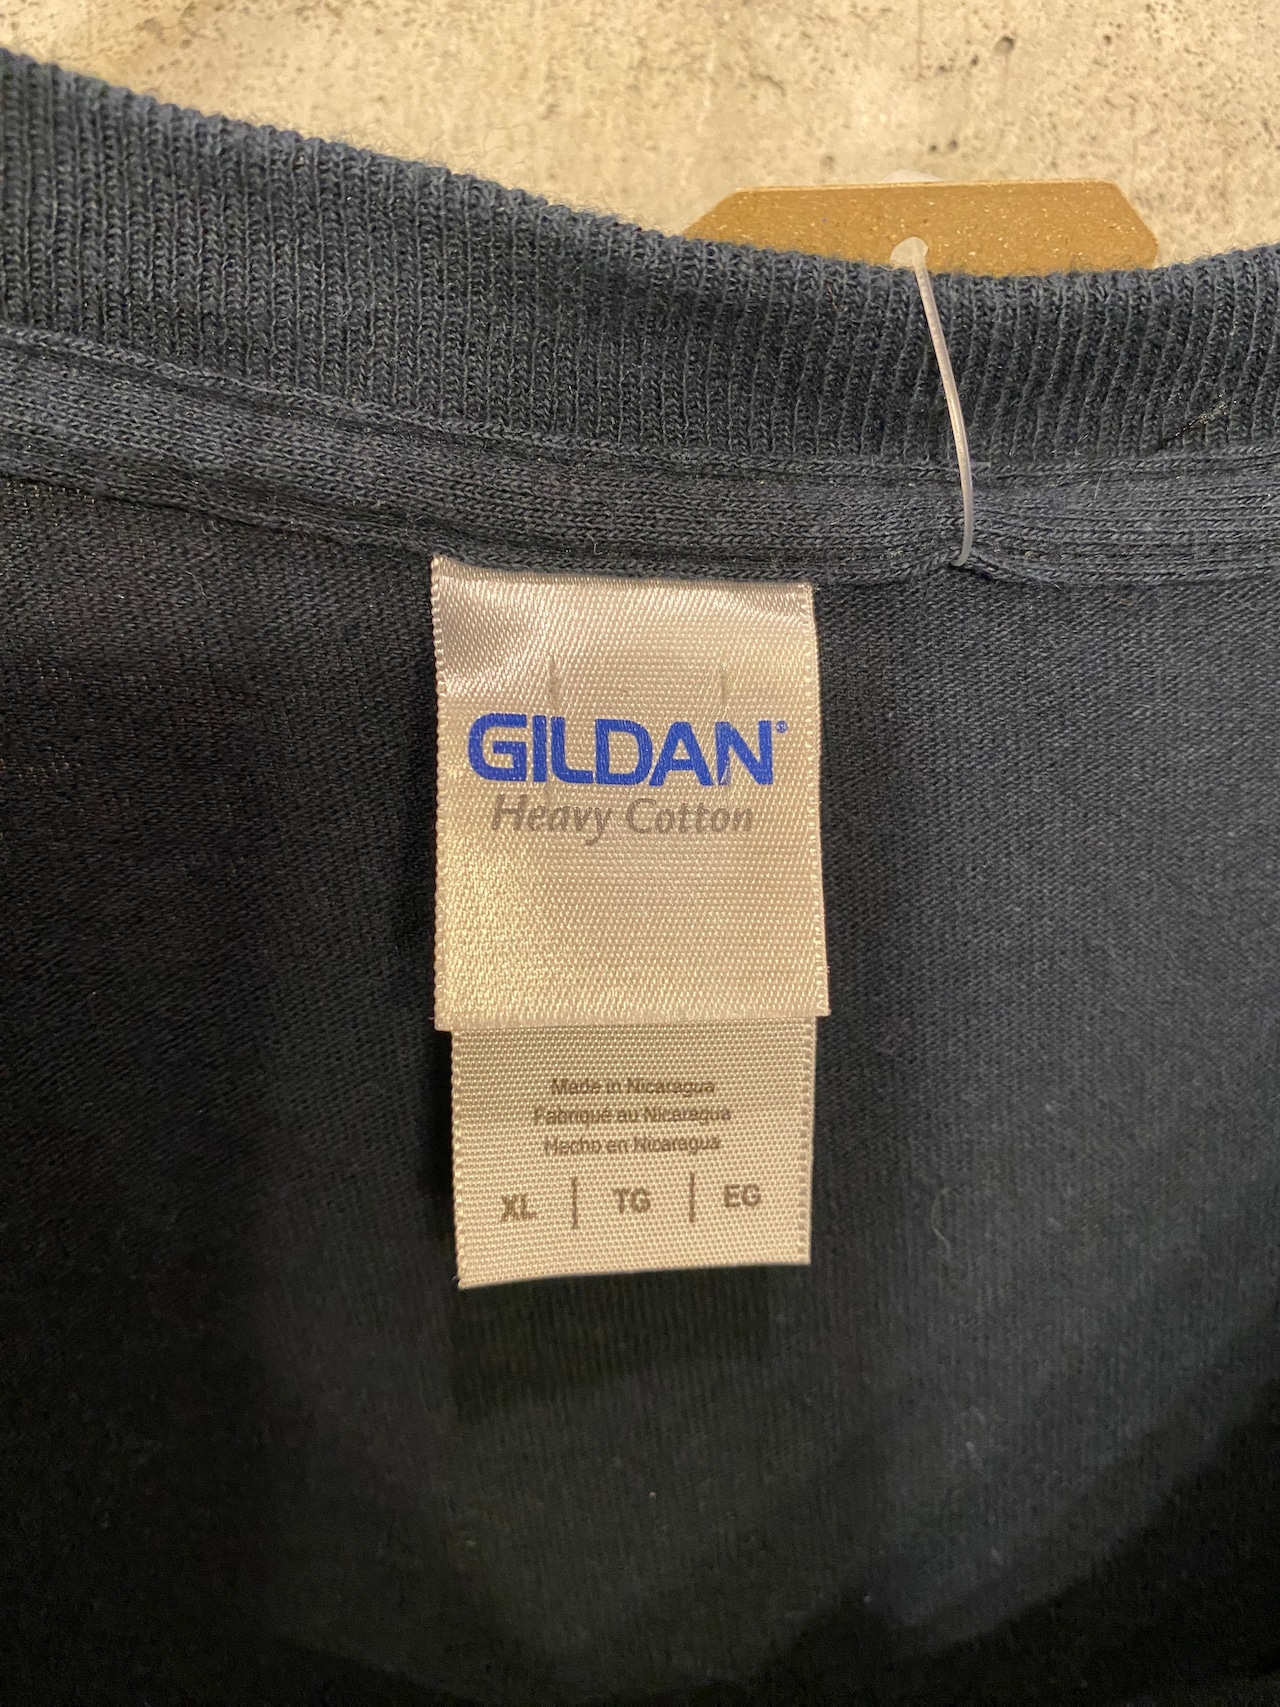 GILDAN®
Heavy Cotton
Made in Nicaragua
Fabriqué au Nicaragua
Hecho en Nicaragua
XL | TG | EG